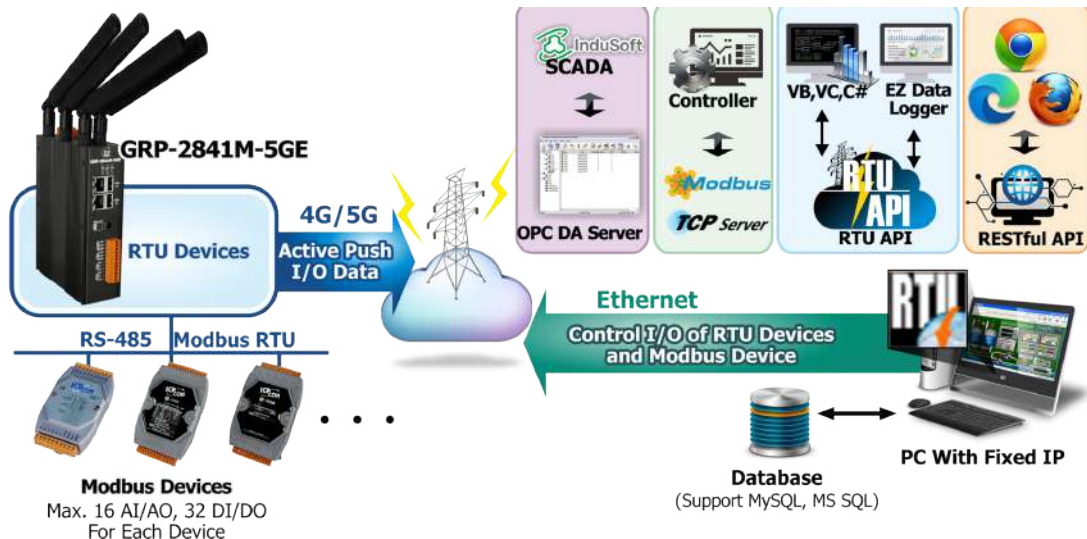 GRP-2841M-5GE
RTU Devices
4G/5G
Active Push
I/O Data
RS-485
Modbus RTU
Modbus Devices
Max. 16 AI/AO, 32 DI/DO
For Each Device
InduSoft
SCADA
OPC DA Server
Controller
Modbus
TCP Server
VB,VC,C#
EZ Data
Logger
RTU
API
RTU API
RESTful API
Ethernet
Control I/O of RTU Devices
and Modbus Device
RTU
Database
(Support MySQL, MS SQL)
PC With Fixed IP